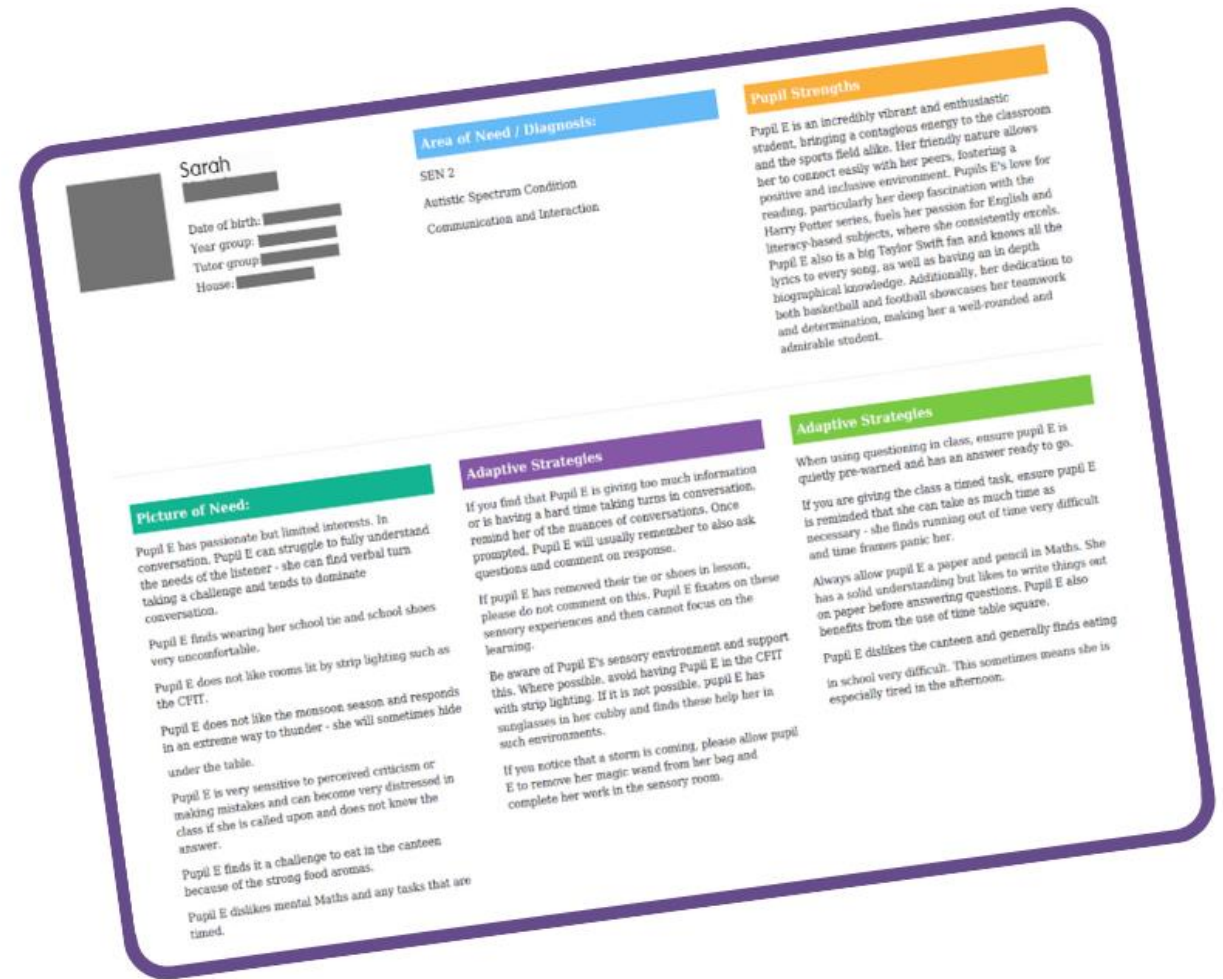 Sarah
Date of birth:
Year group:
Tutor group
House:
Area of Need / Diagnosis:
SEN 2
Autistic Spectrum Condition
Communication and Interaction
Pupil Strengths
Pupil E is an incredibly vibrant and enthusiastic
student, bringing a contagious energy to the classroom
and the sports field alike. Her friendly nature allows
her to connect easily with her peers, fostering a
positive and inclusive environment. Pupils E's love for
reading, particularly her deep fascination with the
Harry Potter series, fuels her passion for English and
literacy-based subjects, where she consistently excels.
Pupil E also is a big Taylor Swift fan and knows all the
lyrics to every song, as well as having an in depth
biographical knowledge. Additionally, her dedication to
both basketball and football showcases her teamwork
and determination, making her a well-rounded and
admirable student.
Picture of Need:
Pupil E has passionate but limited interests. In
conversation, Pupil E can struggle to fully understand
the needs of the listener - she can find verbal turn
taking a challenge and tends to dominate
conversation.
Pupil E finds wearing her school tie and school shoes
very uncomfortable.
Pupil E does not like rooms lit by strip lighting such as
the CFIT.
Pupil E does not like the monsoon season and responds
in an extreme way to thunder - she will sometimes hide
under the table.
Pupil E is very sensitive to perceived criticism or
making mistakes and can become very distressed in
class if she is called upon and does not know the
answer.
Pupil E finds it a challenge to eat in the canteen
because of the strong food aromas.
Pupil E dislikes mental Maths and any tasks that are
timed.
Adaptive Strategies
If you find that Pupil E is giving too much information
or is having a hard time taking turns in conversation,
remind her of the nuances of conversations. Once
prompted, Pupil E will usually remember to also ask
questions and comment on response.
If pupil E has removed their tie or shoes in lesson,
please do not comment on this. Pupil E fixates on these
sensory experiences and then cannot focus on the
learning.
Be aware of Pupil E's sensory environment and support
this. Where possible, avoid having Pupil E in the CFIT
with strip lighting. If it is not possible, pupil E has
sunglasses in her cubby and finds these help her in
such environments.
If you notice that a storm is coming, please allow pupil
E to remove her magic wand from her bag and
complete her work in the sensory room.
Adaptive Strategies
When using questioning in class, ensure pupil E is
quietly pre-warned and has an answer ready to go.
If you are giving the class a timed task, ensure pupil E
is reminded that she can take as much time as
necessary - she finds running out of time very difficult
and time frames panic her.
Always allow pupil E a paper and pencil in Maths. She
has a solid understanding but likes to write things out
on paper before answering questions. Pupil E also
benefits from the use of time table square.
Pupil E dislikes the canteen and generally finds eating
in school very difficult. This sometimes means she is
especially tired in the afternoon.